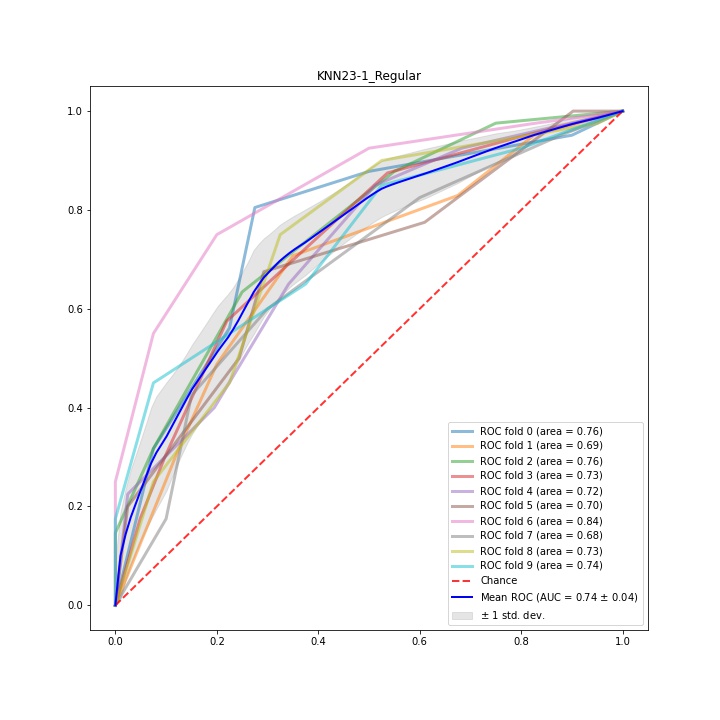 KNN23-1_Regular
1.0
0.8
0.6
0.4
0.2
0.0
0.0 0.2 0.4 0.6 0.8 1.0
ROC fold 0 (area = 0.76)
ROC fold 1 (area = 0.69)
ROC fold 2 (area = 0.76)
ROC fold 3 (area = 0.73)
ROC fold 4 (area = 0.72)
ROC fold 5 (area = 0.70)
ROC fold 6 (area = 0.84)
ROC fold 7 (area = 0.68)
ROC fold 8 (area = 0.73)
ROC fold 9 (area = 0.74)
Chance
Mean ROC (AUC = 0.74 ± 0.04)
± 1 std. dev.